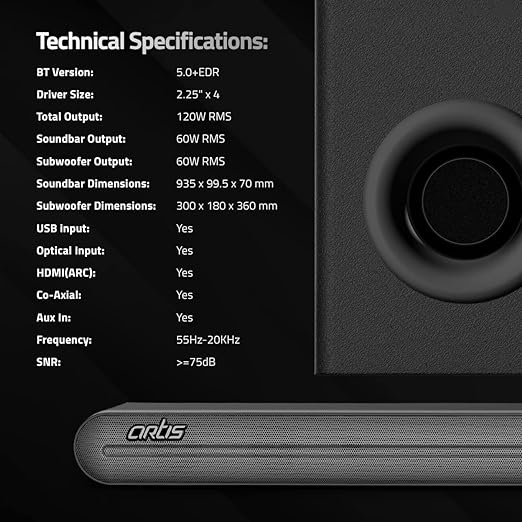 Technical Specifications:
BT Version: 5.0+EDR
Driver Size: 2.25" x 4
Total Output: 120W RMS
Soundbar Output: 60W RMS
Subwoofer Output: 60W RMS
Soundbar Dimensions: 935 x 99.5 x 70 mm
Subwoofer Dimensions: 300 x 180 x 360 mm
USB Input: Yes
Optical Input: Yes
HDMI(ARC): Yes
Co-Axial: Yes
Aux In: Yes
Frequency: 55Hz-20KHz
SNR: >=75dB
artis